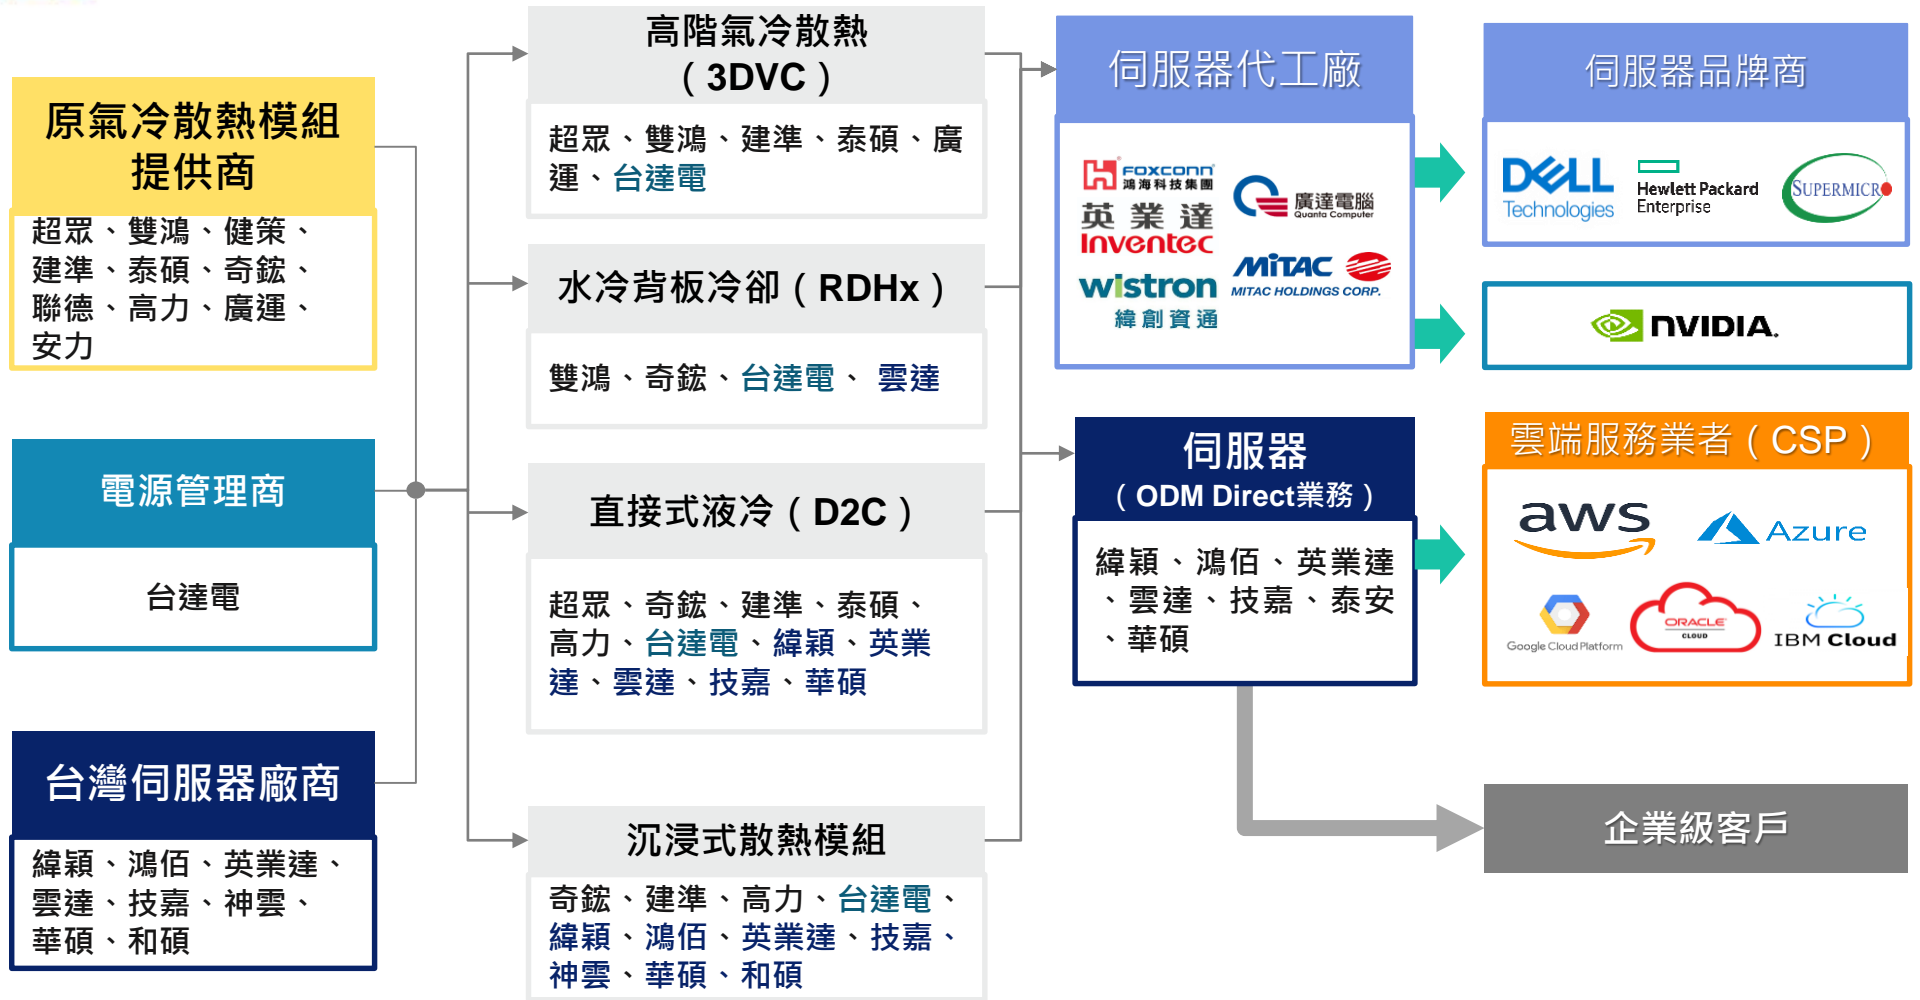 原氣冷散熱模組
提供商
超眾、雙鴻、健策、
建準、泰碩、奇鋐、
聯德、高力、廣運、
安力
電源管理商
台達電
台灣伺服器廠商
緯穎、鴻佰、英業達、
雲達、技嘉、神雲、
華碩、和碩
高階氣冷散熱
（3DVC）
超眾、雙鴻、建準、泰碩、廣
運、台達電
水冷背板冷卻（RDHx）
雙鴻、奇鋐、台達電、 雲達
直接式液冷（D2C）
超眾、奇鋐、建準、泰碩、
高力、台達電、緯穎、英業
達、雲達、技嘉、華碩
沉浸式散熱模組
奇鋐、建準、高力、台達電、
緯穎、鴻佰、英業達、技嘉、
神雲、華碩、和碩
伺服器代工廠
FOXCONN
鴻海科技集團
英業達
Inventec
wistron
緯創資通
廣達電腦
Quanta Computer
MiTAC
MITAC HOLDINGS CORP.
伺服器
（ODM Direct業務）
緯穎、鴻佰、英業達
、雲達、技嘉、泰安
、華碩
伺服器品牌商
DELL
Technologies
Hewlett Packard
Enterprise
SUPERMICRO
NVIDIA.
雲端服務業者（CSP）
aws
Azure
Google Cloud Platform
ORACLE
CLOUD
IBM Cloud
企業級客戶